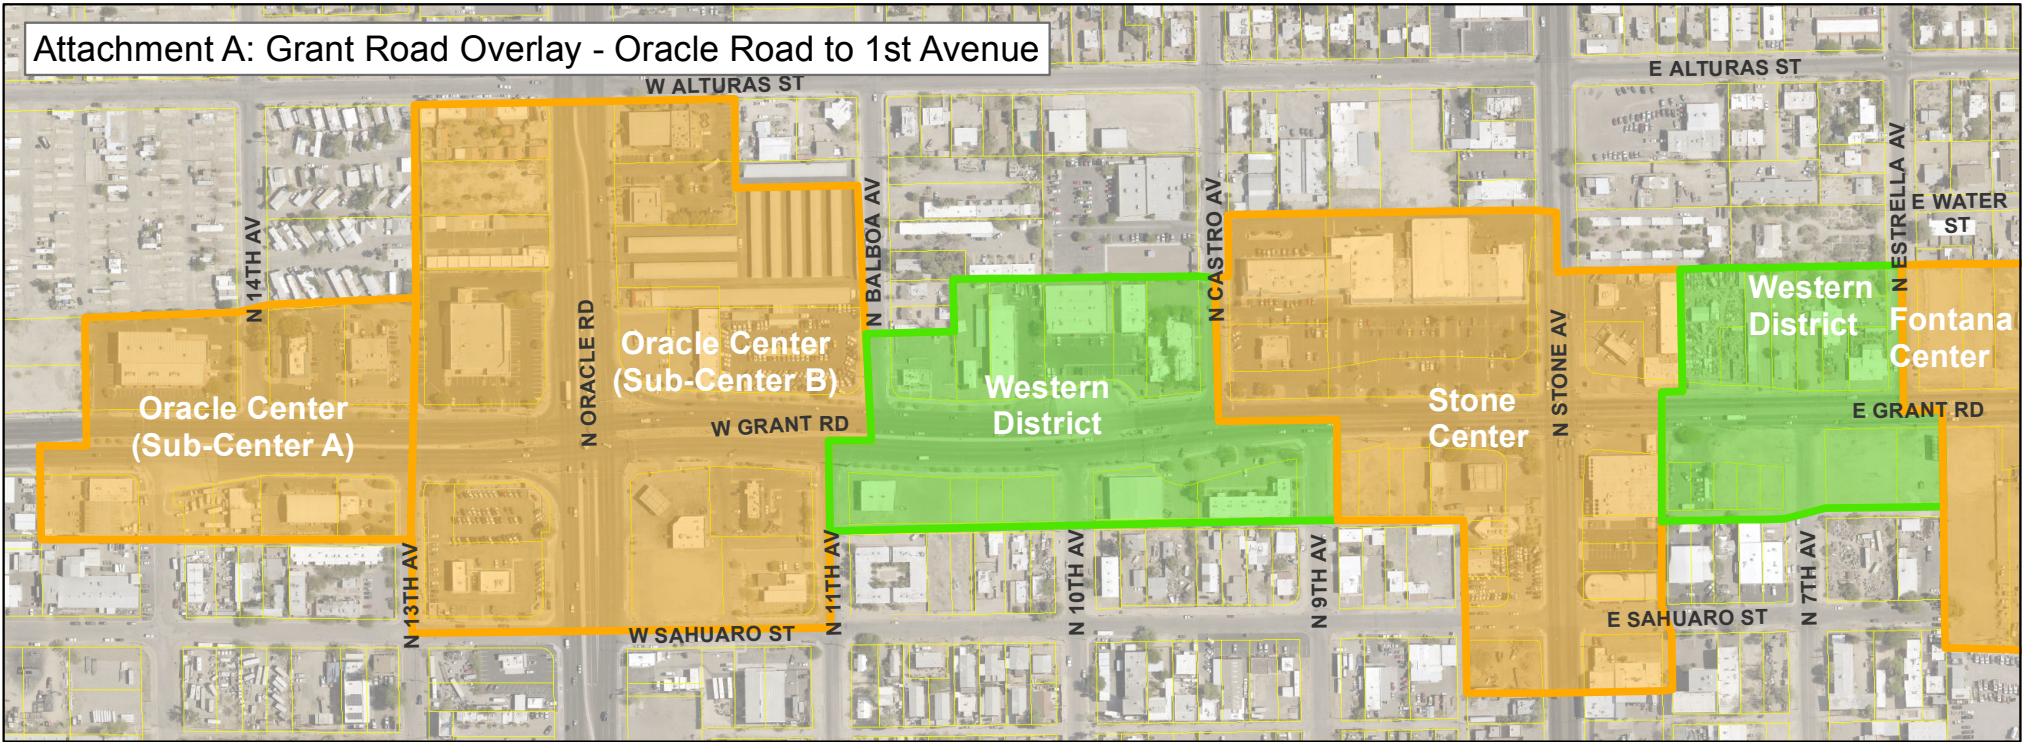 Attachment A: Grant Road Overlay - Oracle Road to 1st Avenue
W ALTURAS ST
E ALTURAS ST
N 14TH AV
N ORACLE RD
N BALBOA AV
N CASTRO AV
N STONE AV
N ESTRELLA AV
E WATER
ST
Oracle Center
(Sub-Center A)
Oracle Center
(Sub-Center B)
W GRANT RD
Western
District
Stone
Center
Western
District
Fontana
Center
E GRANT RD
N 13TH AV
N 11TH AV
N 10TH AV
N 9TH AV
N 7TH AV
W SAHUARO ST
E SAHUARO ST